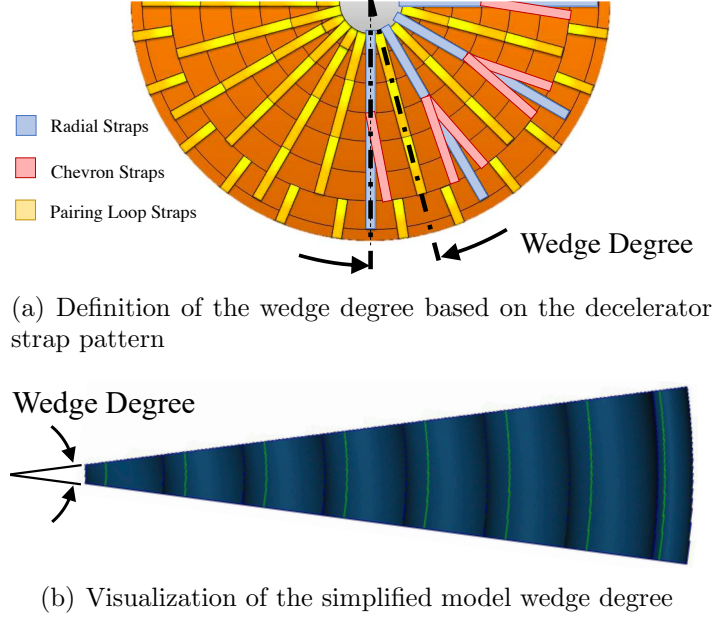 Radial Straps
Chevron Straps
Pairing Loop Straps
Wedge Degree
(a) Definition of the wedge degree based on the decelerator
strap pattern
Wedge Degree
(b) Visualization of the simplified model wedge degree